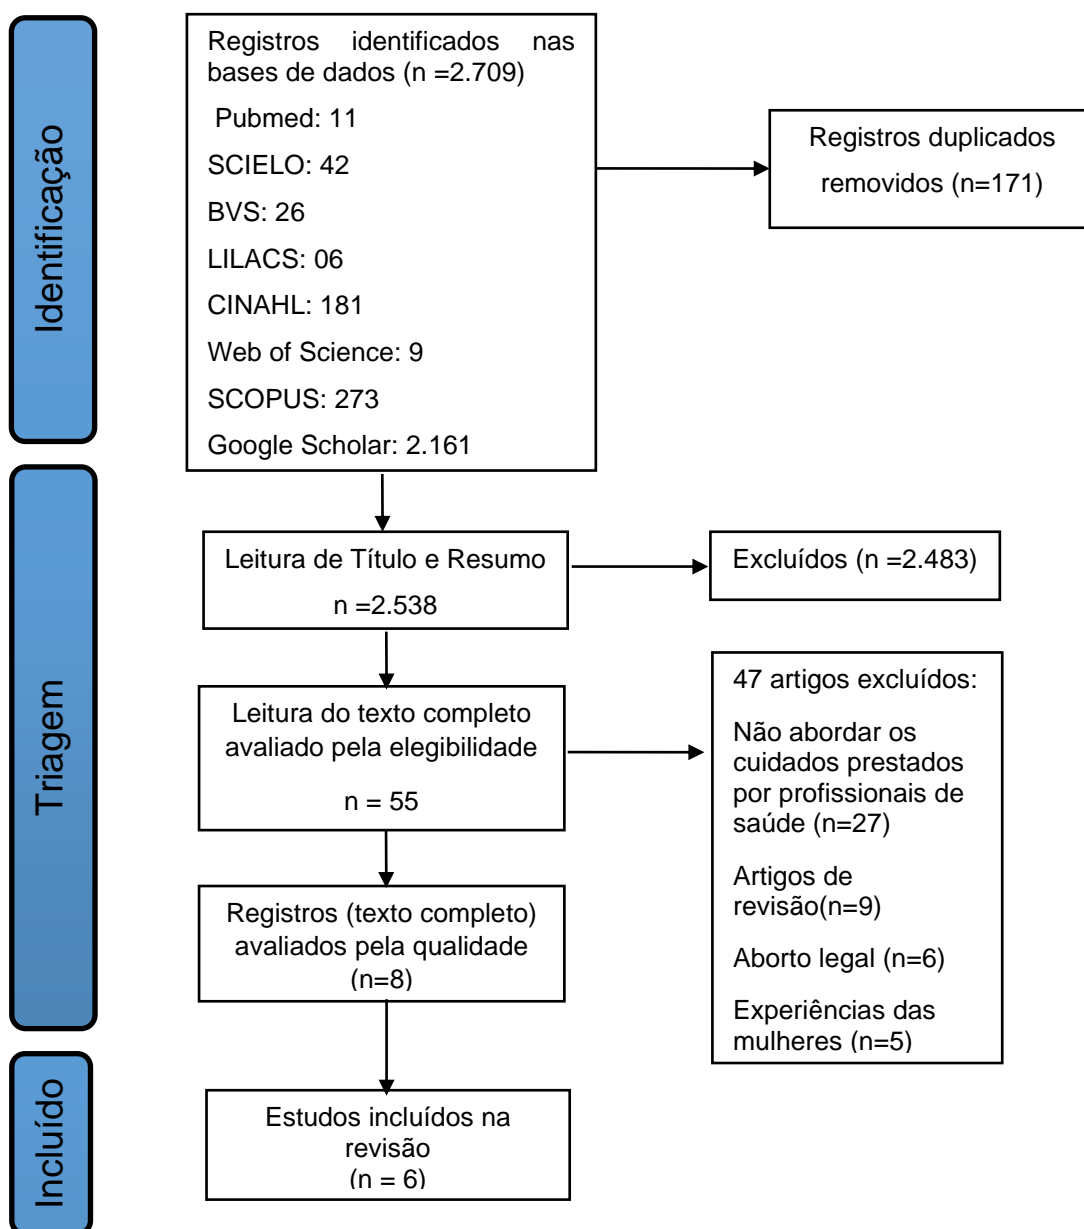 Identificação
Registros identificados nas
bases de dados (n =2.709)
Pubmed: 11
SCIELO: 42
BVS: 26
LILACS: 06
CINAHL: 181
Web of Science: 9
SCOPUS: 273
Google Scholar: 2.161
Registros duplicados
removidos (n=171)
Triagem
Leitura de Título e Resumo
n =2.538
Excluídos (n =2.483)
Leitura do texto completo
avaliado pela elegibilidade
n = 55
47 artigos excluídos:
Não abordar os
cuidados prestados
por profissionais de
saúde (n=27)
Artigos de
revisão(n=9)
Aborto legal (n=6)
Experiências das
mulheres (n=5)
Registros (texto completo)
avaliados pela qualidade
(n=8)
Incluído
Estudos incluídos na
revisão
(n = 6)